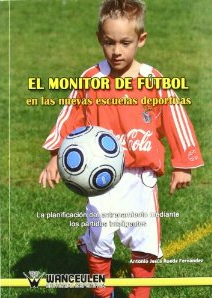 EL MONITOR DE FÚTBOL
en las nuevas escuelas deportivas
La planificación del entrenamiento mediante
los partidos inteligentes
Antonio Jesús Rueda Fernández
WANCEULEN